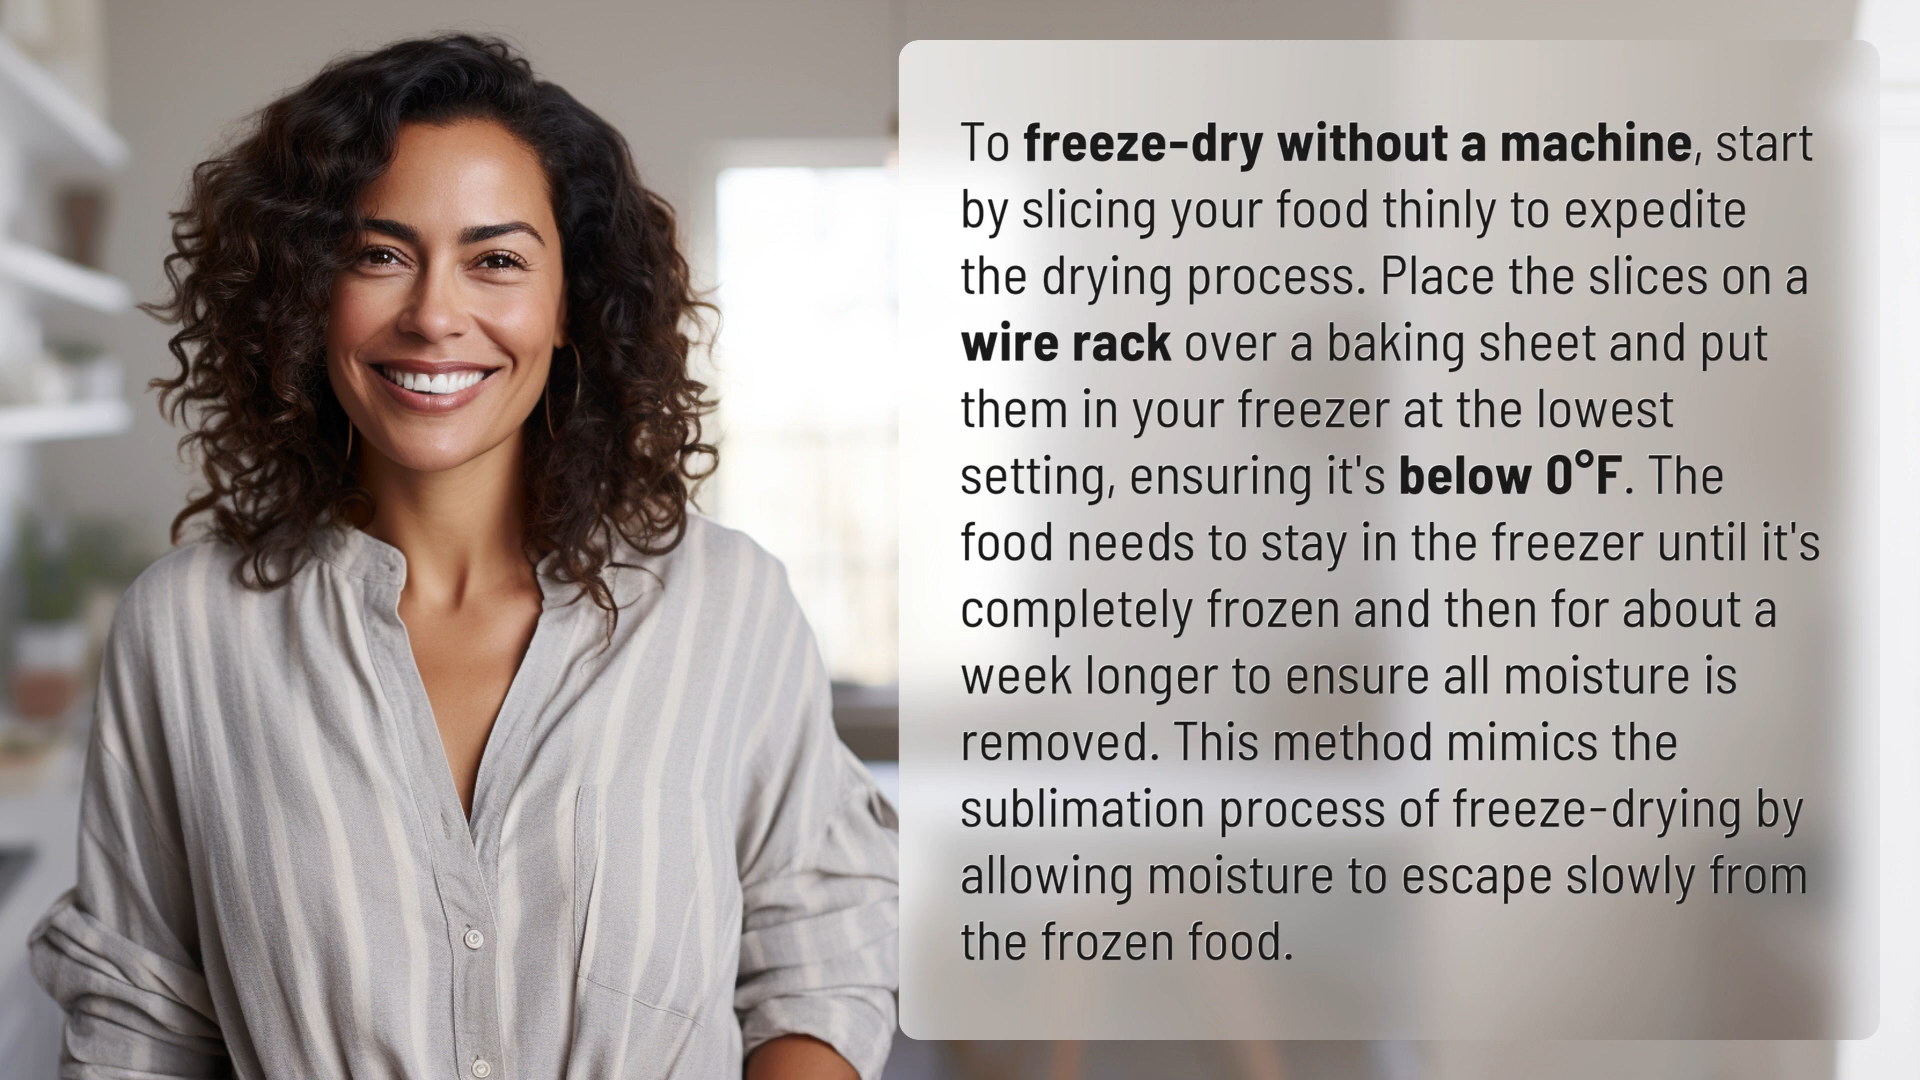 To freeze-dry without a machine, start
by slicing your food thinly to expedite
the drying process. Place the slices on a
wire rack over a baking sheet and put
them in your freezer at the lowest
setting, ensuring it's below 0°F. The
food needs to stay in the freezer until it's
completely frozen and then for about a
week longer to ensure all moisture is
removed. This method mimics the
sublimation process of freeze-drying by
allowing moisture to escape slowly from
the frozen food.